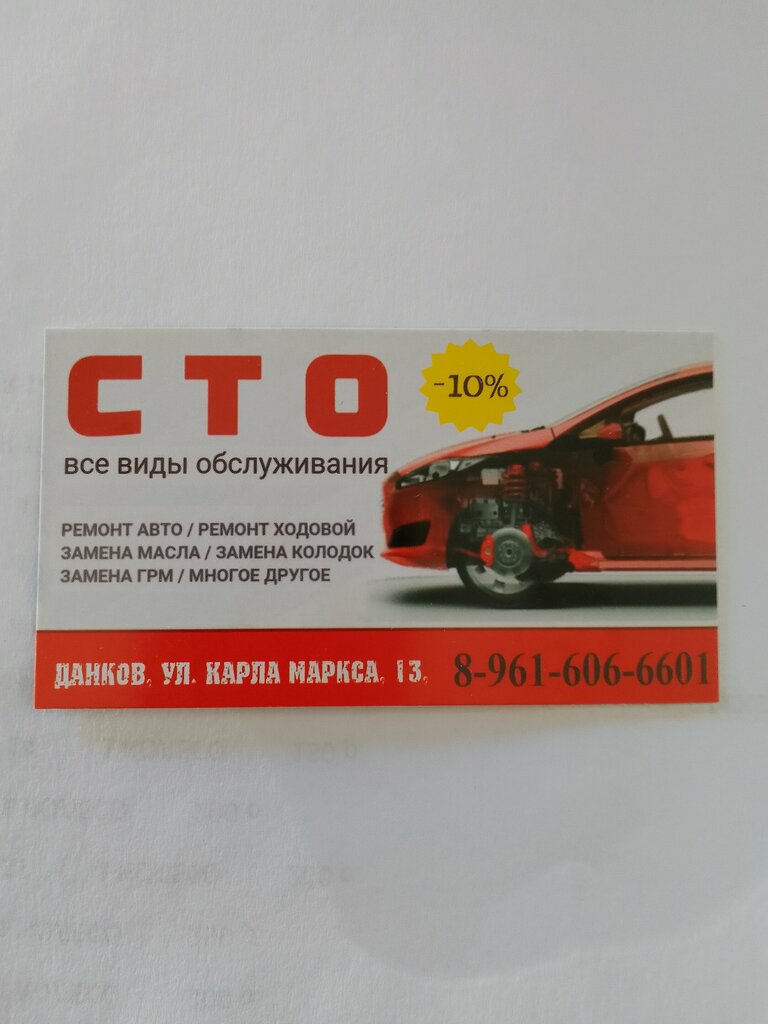 СТО
-10%
все виды обслуживания
РЕМОНТ АВТО / РЕМОНТ ХОДОВОЙ
ЗАМЕНА МАСЛА / ЗАМЕНА КОЛОДОК
ЗАМЕНА ГРМ / МНОГОЕ ДРУГОЕ
ДАНКОВ, УЛ. КАРЛА МАРКСА, 13, 8-961-606-6601